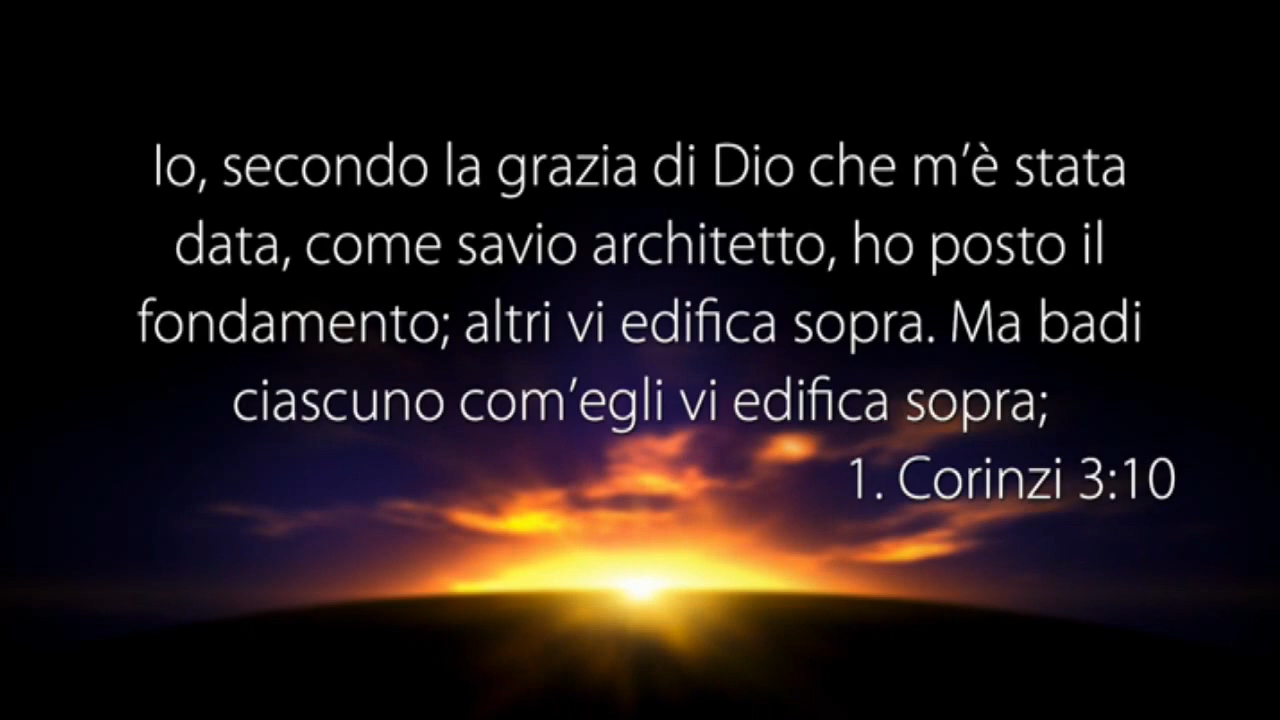 Io, secondo la grazia di Dio che m’è stata
data, come savio architetto, ho posto il
fondamento; altri vi edifica sopra. Ma badi
ciascuno com’egli vi edifica sopra;
1. Corinzi 3:10